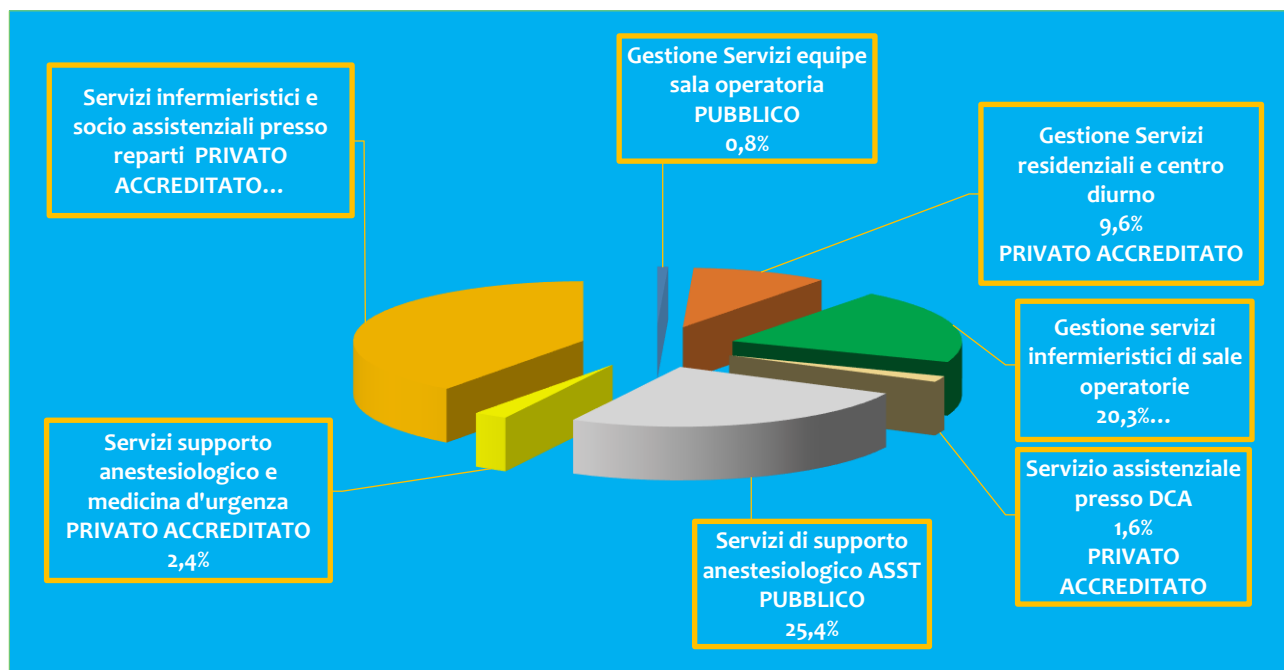 Gestione Servizi equipe
sala operatoria
PUBBLICO
0,8%
Servizi infermieristici e
socio assistenziali presso
reparti PRIVATO
ACCREDITATO...
Gestione Servizi
residenziali e centro
diurno
9,6%
PRIVATO ACCREDITATO
Gestione servizi
infermieristici di sale
operatorie
20,3%...
Servizi supporto
anestesiologico e
medicina d'urgenza
PRIVATO ACCREDITATO
2,4%
Servizio assistenziale
presso DCA
1,6%
PRIVATO
ACCREDITATO
Servizi di supporto
anestesiologico ASST
PUBBLICO
25,4%